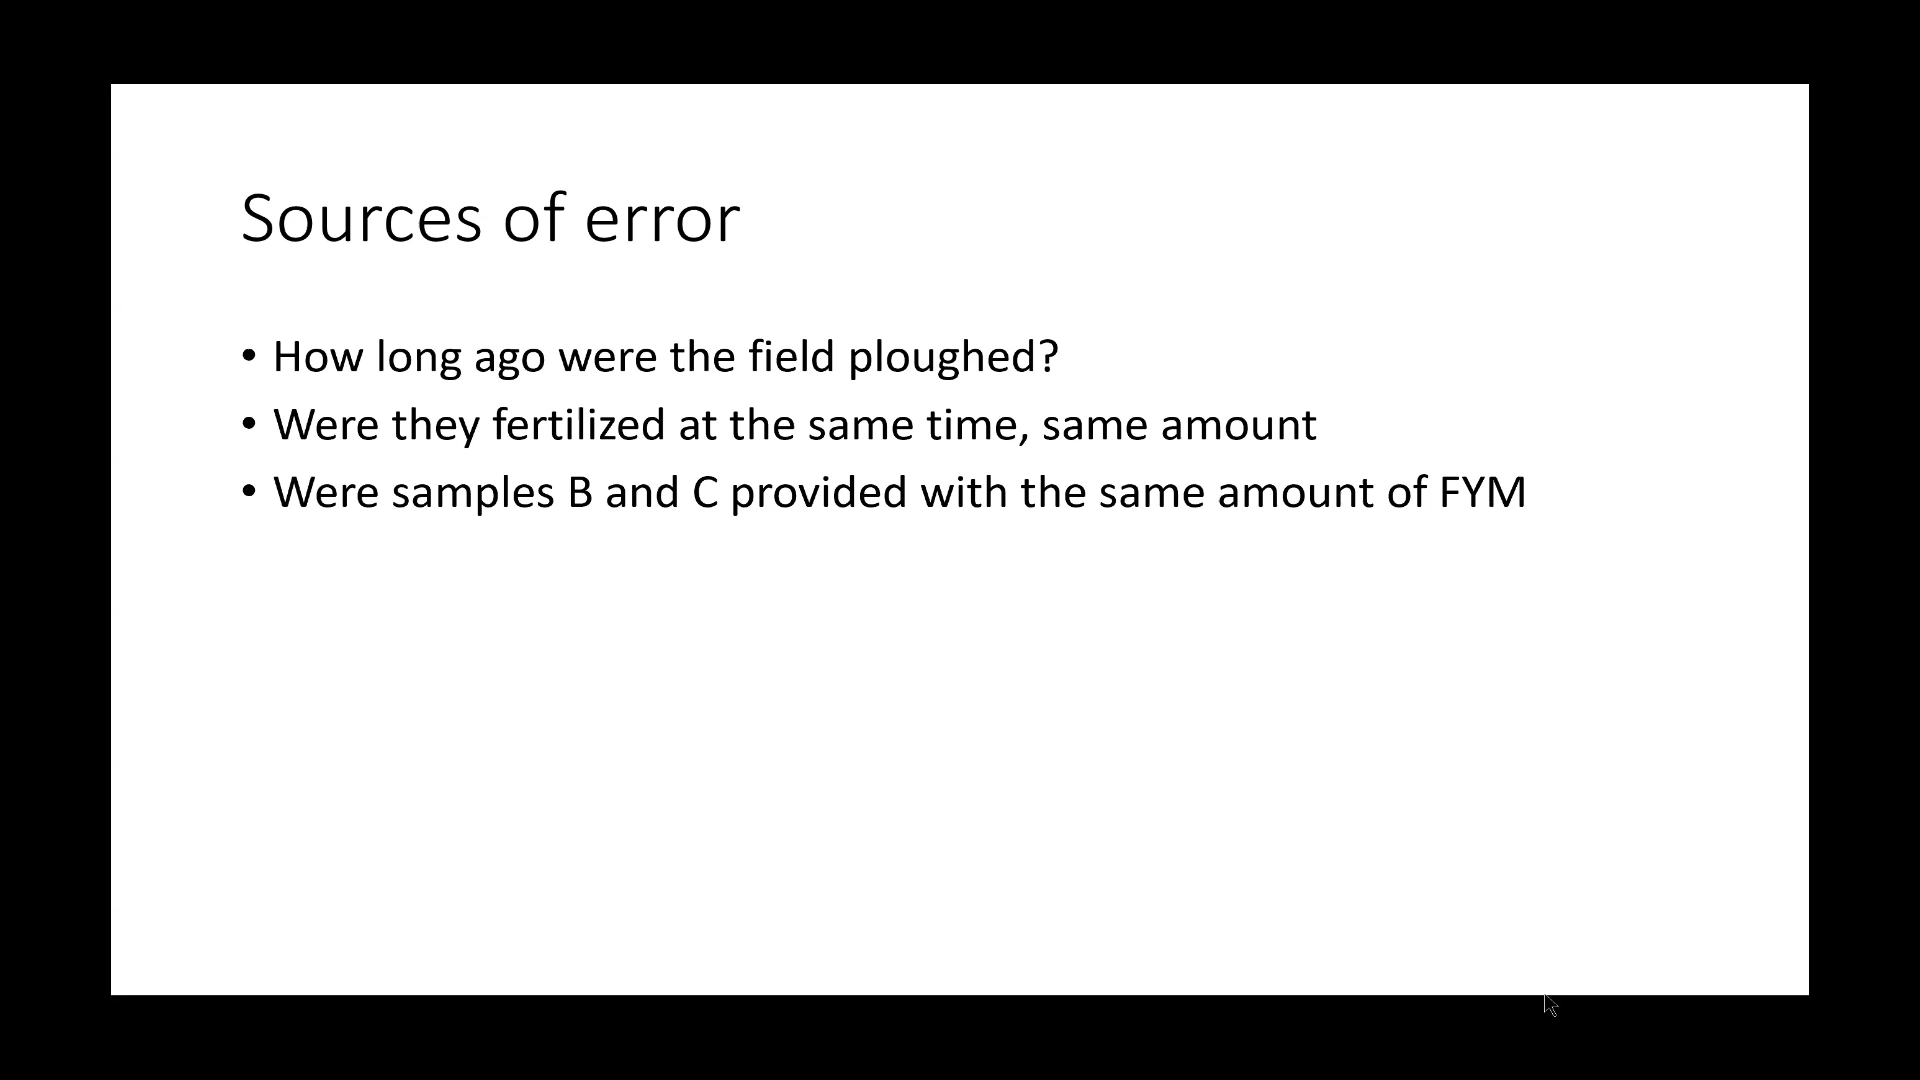 Sources of error
• How long ago were the field ploughed?
• Were they fertilized at the same time, same amount
• Were samples B and C provided with the same amount of FYM